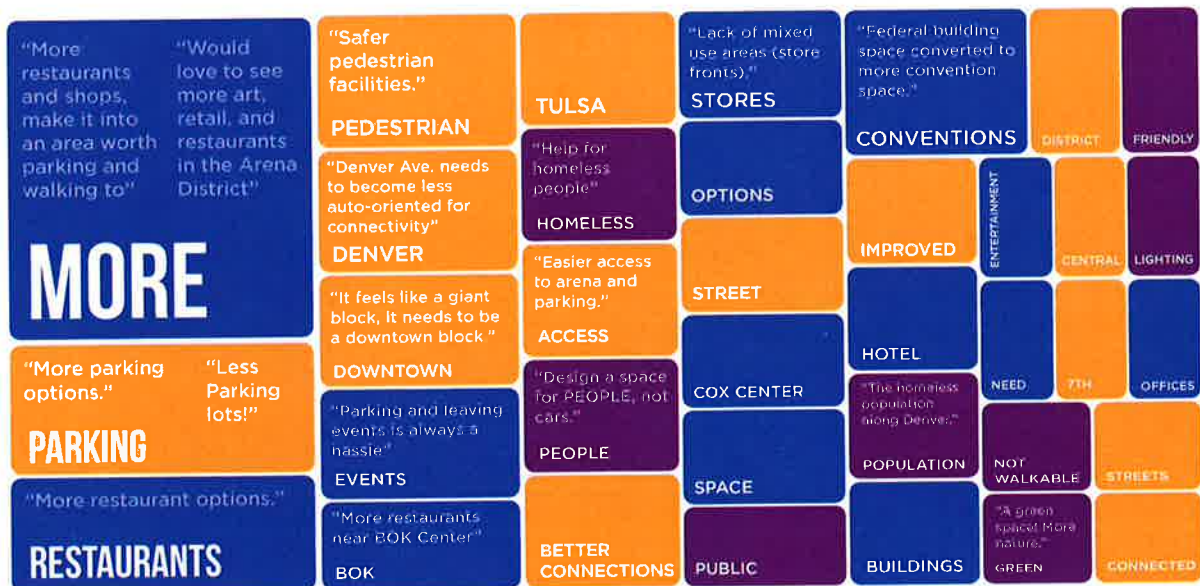 "More
restaurants
and shops,
make it into
an area worth
parking and
walking to"
"Would
love to see
more art,
retail, and
restaurants
in the Arena
District"
MORE
"More parking
options."
"Less
Parking
lots!"
PARKING
"More restaurant options."
RESTAURANTS
"Safer
pedestrian
facilities."
PEDESTRIAN
"Denver Ave. needs
to become less
auto-oriented for
connectivity"
DENVER
"It feels like a giant
block, it needs to be
a downtown block."
DOWNTOWN
"Parking and leaving
events is always a
hassle"
EVENTS
"More restaurants
near BOK Center"
BOK
TULSA
"Help for
homeless
people"
HOMELESS
"Easier access
to arena and
parking."
ACCESS
"Design a space
for PEOPLE, not
cars."
PEOPLE
BETTER
CONNECTIONS
"Lack of mixed
use areas (store
fronts),"
STORES
OPTIONS
STREET
COX CENTER
SPACE
PUBLIC
"Federal building
space converted to
more convention
space."
CONVENTIONS
IMPROVED
HOTEL
"The homeless
population
along Denver."
POPULATION
BUILDINGS
DISTRICT
FRIENDLY
ENTERTAINMENT
CENTRAL
LIGHTING
NEED
7TH
OFFICES
NOT
WALKABLE
STREETS
"A green
space! More
nature."
GREEN
CONNECTED